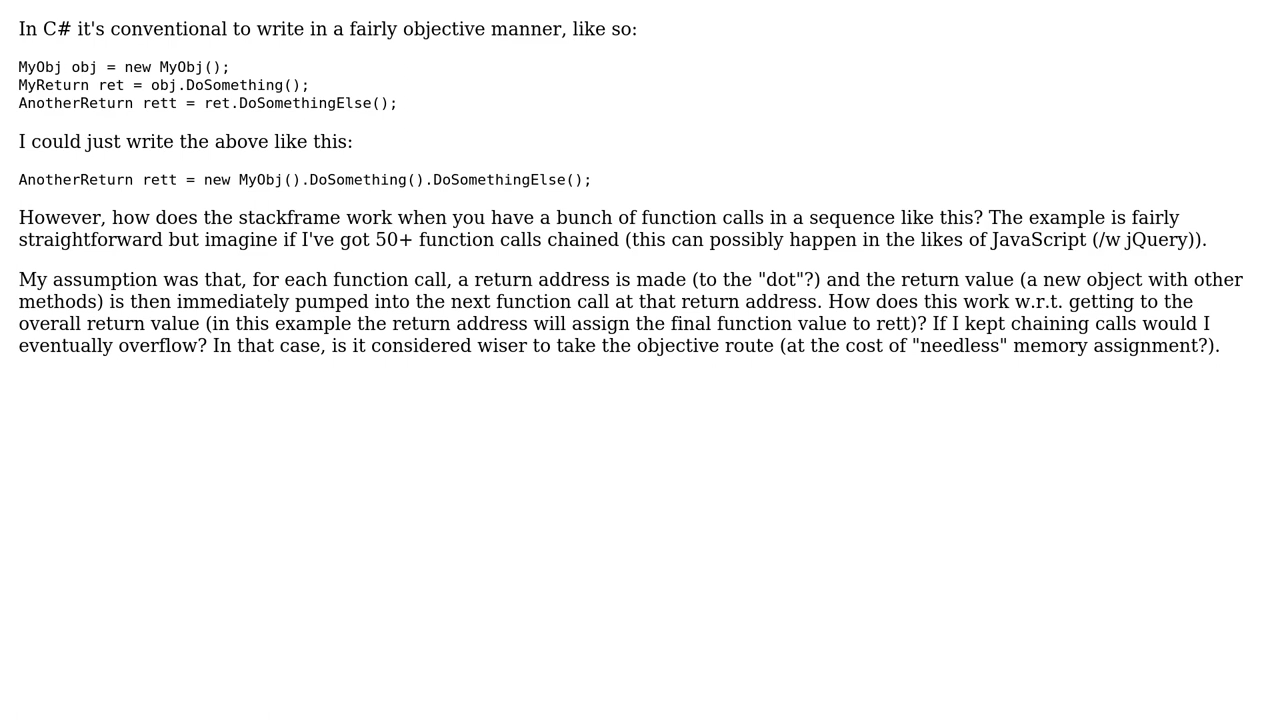 In C# it's conventional to write in a fairly objective manner, like so:
MyObj obj = new MyObj();
MyReturn ret = obj.DoSomething();
AnotherReturn rett = ret.DoSomethingElse();
I could just write the above like this:
AnotherReturn rett = new MyObj().DoSomething().DoSomethingElse();
However, how does the stackframe work when you have a bunch of function calls in a sequence like this? The example is fairly
straightforward but imagine if I've got 50+ function calls chained (this can possibly happen in the likes of JavaScript (/w jQuery)).
My assumption was that, for each function call, a return address is made (to the "dot"?) and the return value (a new object with other
methods) is then immediately pumped into the next function call at that return address. How does this work w.r.t. getting to the
overall return value (in this example the return address will assign the final function value to rett)? If I kept chaining calls would I
eventually overflow? In that case, is it considered wiser to take the objective route (at the cost of "needless" memory assignment?).